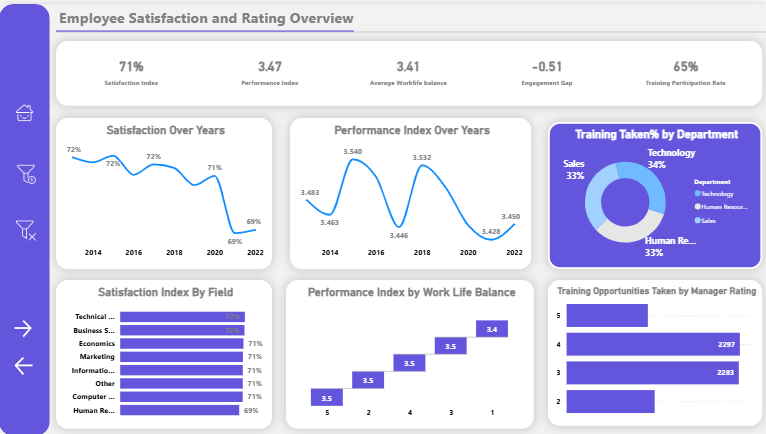 Employee Satisfaction and Rating Overview
71%
Satisfaction Index
3.47
Performance Index
3.41
Average Worklife balance
-0.51
Engagement Gap
65%
Training Participation Rate
Satisfaction Over Years
72%
72%
72%
71%
69%
69%
2014 2016 2018 2020 2022
Performance Index Over Years
3.483
3.463
3.540
3.446
3.532
3.428
3.450
2014 2016 2018 2020 2022
Training Taken% by Department
Technology
34%
Sales
33%
Human Re...
33%
Department
Technology
Human Resour...
Sales
Satisfaction Index By Field
Technical ... 72%
Business S... 72%
Economics 71%
Marketing 71%
Informatio... 71%
Other 71%
Computer ... 71%
Human Re... 69%
Performance Index by Work Life Balance
3.5
3.5
3.5
3.5
3.4
5 2 4 3 1
Training Opportunities Taken by Manager Rating
5
4 2297
3 2283
2